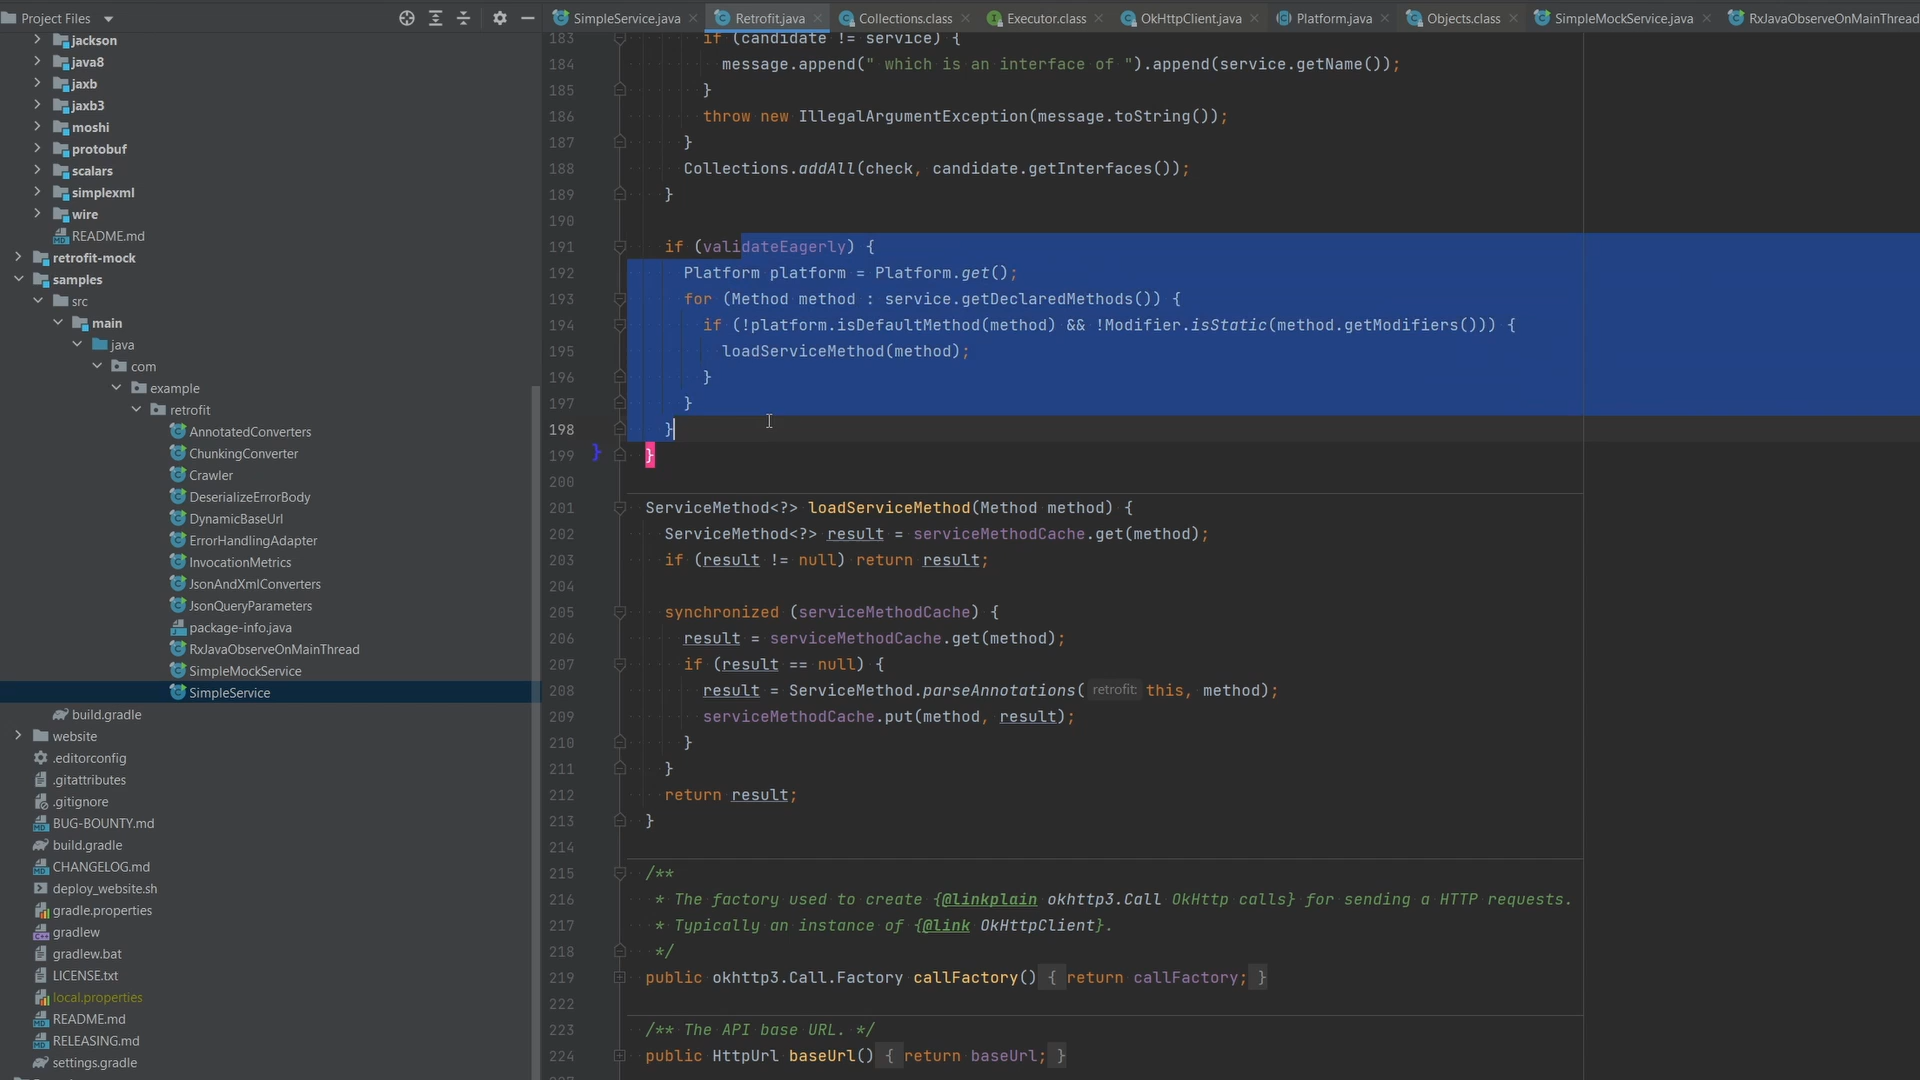 Project Files
jackson
java8
jaxb
jaxb3
moshi
protobuf
scalars
simplexml
wire
README.md
retrofit-mock
samples
src
main
java
com
example
retrofit
AnnotatedConverters
ChunkingConverter
Crawler
DeserializeErrorBody
DynamicBaseUrl
ErrorHandlingAdapter
InvocationMetrics
JsonAndXmlConverters
JsonQueryParameters
package-info.java
RxJavaObserveOnMainThread
SimpleMockService
SimpleService
build.gradle
website
.editorconfig
.gitattributes
.gitignore
BUG-BOUNTY.md
build.gradle
CHANGELOG.md
deploy_website.sh
gradle.properties
gradlew
gradlew.bat
LICENSE.txt
local.properties
README.md
RELEASING.md
settings.gradle
SimpleService.java Retrofit.java Collections.class Executor.class OkHttpClient.java Platform.java Objects.class SimpleMockService.java RxJavaObserveOnMainThread
183 if (candidate != service) {
184 message.append(" which is an interface of ").append(service.getName());
185 }
186 throw new IllegalArgumentException(message.toString());
187 }
188 Collections.addAll(check, candidate.getInterfaces());
189 }
190
191 if (validateEagerly) {
192 Platform platform = Platform.get();
193 for (Method method : service.getDeclaredMethods()) {
194 if (!platform.isDefaultMethod(method) && !Modifier.isStatic(method.getModifiers())) {
195 loadServiceMethod(method);
196 }
197 }
198 }
199 } }
200
201 ServiceMethod<?> loadServiceMethod(Method method) {
202 ServiceMethod<?> result = serviceMethodCache.get(method);
203 if (result != null) return result;
204
205 synchronized (serviceMethodCache) {
206 result = serviceMethodCache.get(method);
207 if (result == null) {
208 result = ServiceMethod.parseAnnotations( retrofit: this, method);
209 serviceMethodCache.put(method, result);
210 }
211 }
212 return result;
213 }
214
215 /**
216 * The factory used to create {@linkplain okhttp3.Call OkHttp calls} for sending a HTTP requests.
217 * Typically an instance of {@link OkHttpClient}.
218 */
219 public okhttp3.Call.Factory callFactory() { return callFactory; }
222
223 /** The API base URL. */
224 public HttpUrl baseUrl() { return baseUrl; }